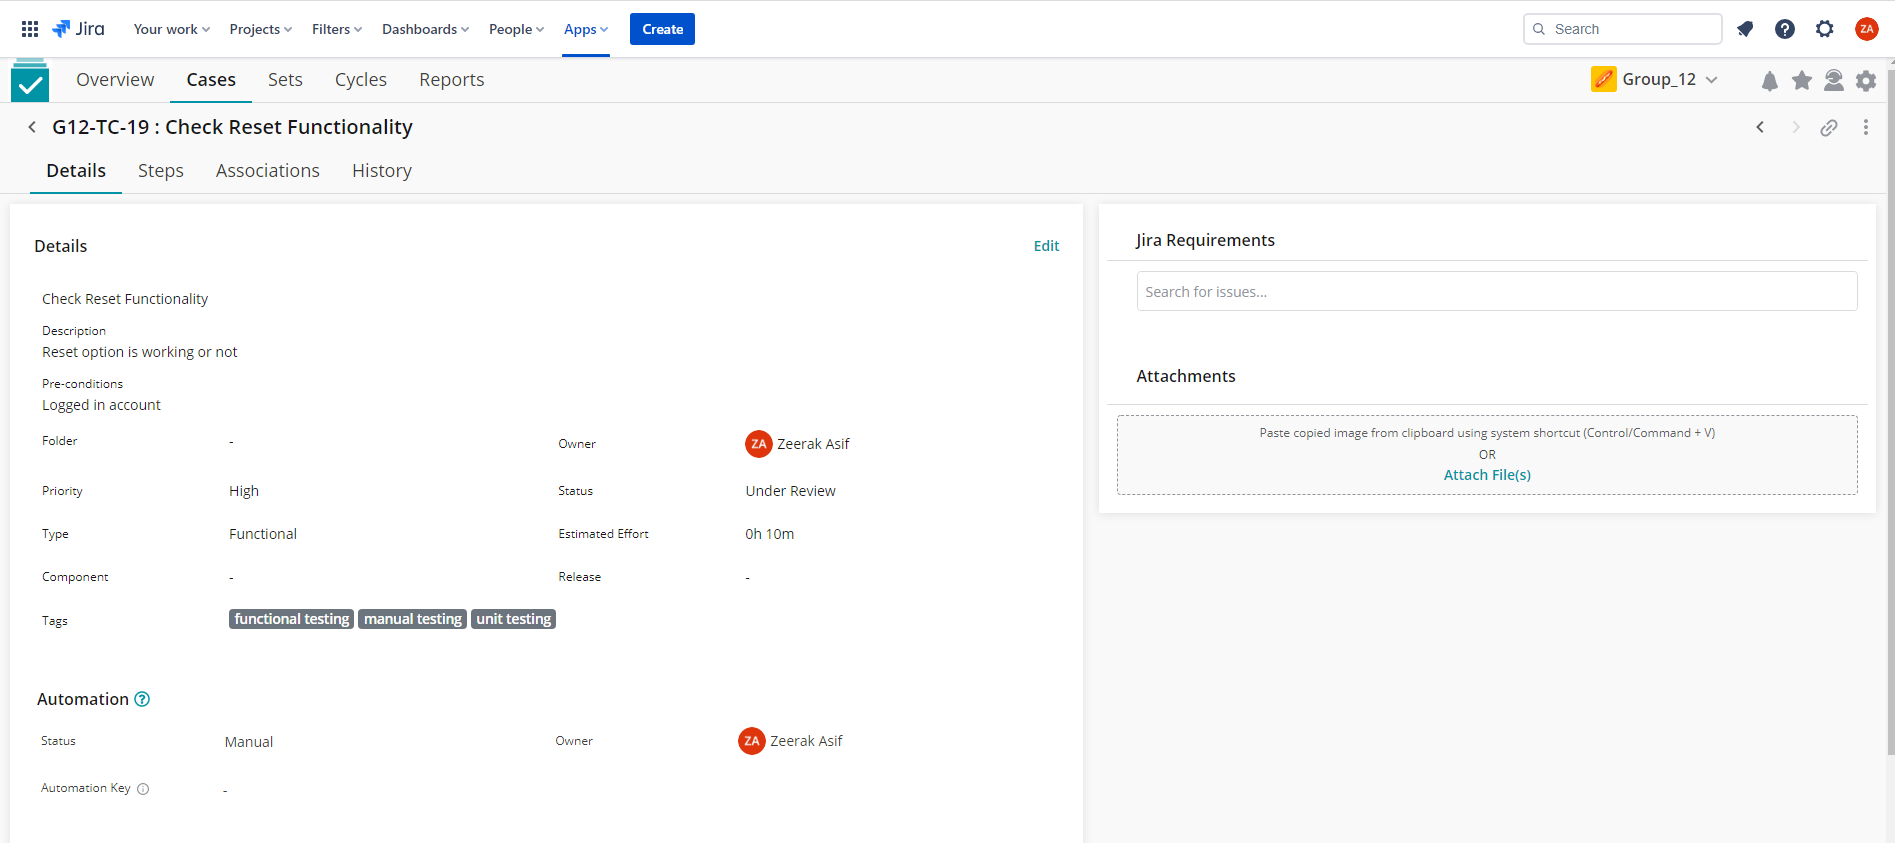 Jira Your work Projects Filters Dashboards People Apps Create Search ZA
Overview Cases Sets Cycles Reports Group_12
G12-TC-19 : Check Reset Functionality
Details Steps Associations History
Details Edit
Check Reset Functionality
Description
Reset option is working or not
Pre-conditions
Logged in account
Folder - Owner ZA Zeerak Asif
Priority High Status Under Review
Type Functional Estimated Effort 0h 10m
Component - Release -
Tags functional testing manual testing unit testing
Automation ?
Status Manual Owner ZA Zeerak Asif
Automation Key -
Jira Requirements
Search for issues...
Attachments
Paste copied image from clipboard using system shortcut (Control/Command + V)
OR
Attach File(s)